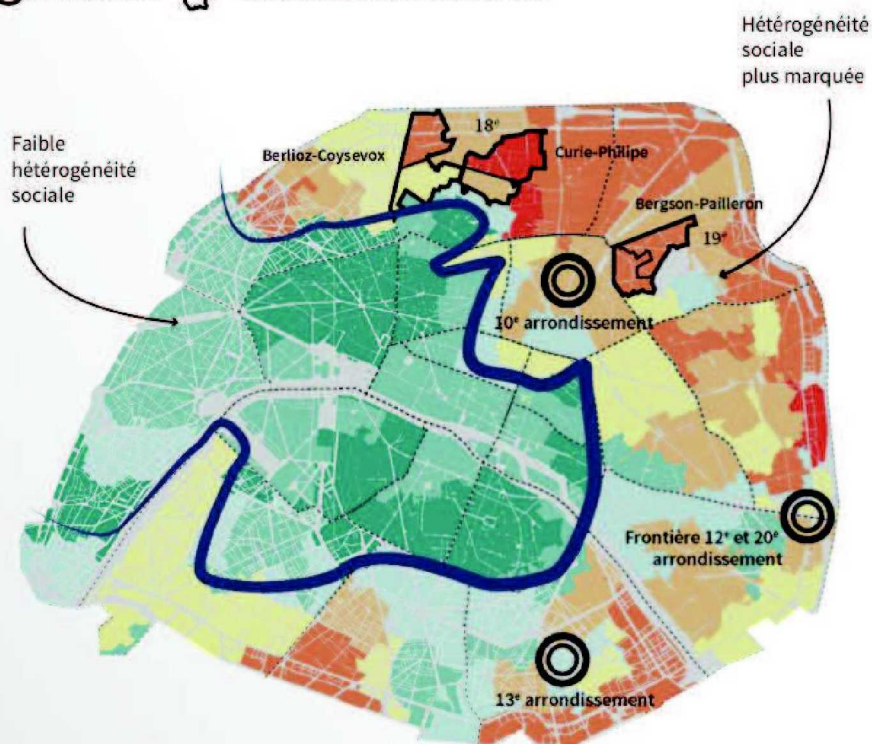 Hétérogénéité
sociale
plus marquée
Faible
hétérogénéité
sociale
18e
Berlioz-Coysevox
Curie-Philipe
Bergson-Pailleron
19e
10e arrondissement
Frontière 12e et 20e
arrondissement
13e arrondissement